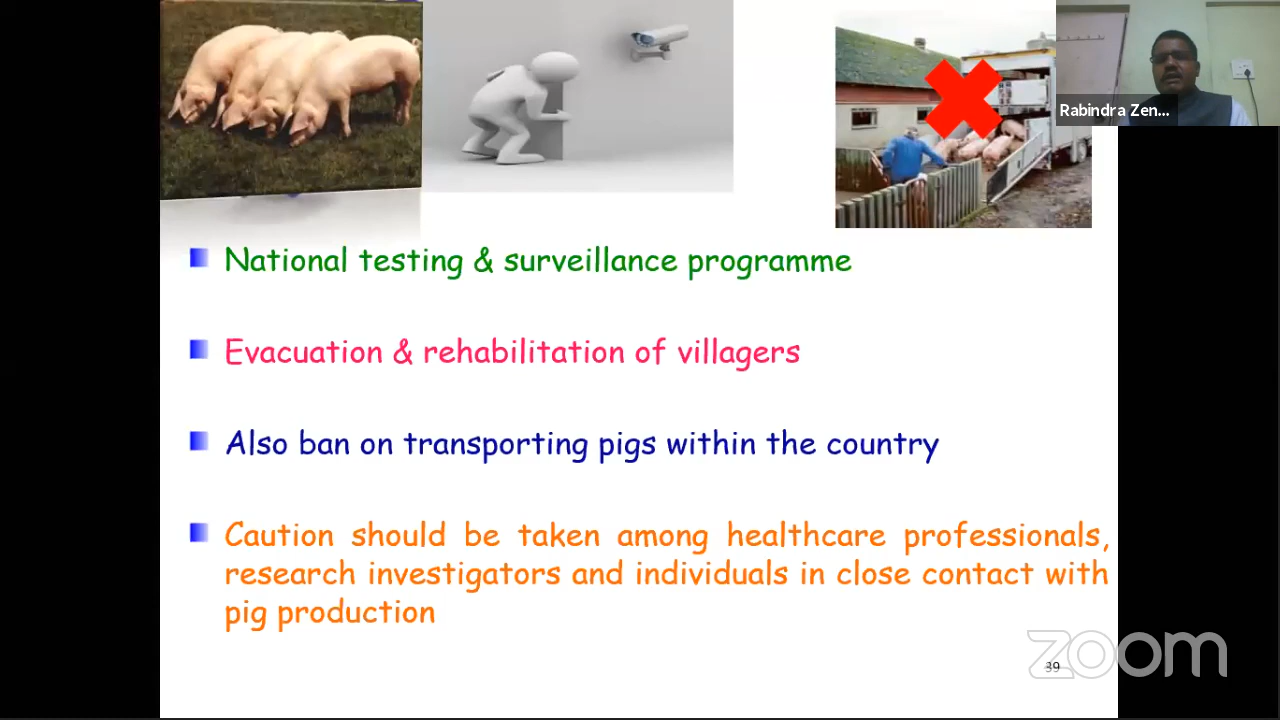 Rabindra Zen...
National testing & surveillance programme
Evacuation & rehabilitation of villagers
Also ban on transporting pigs within the country
Caution should be taken among healthcare professionals,
research investigators and individuals in close contact with
pig production
zoom
39